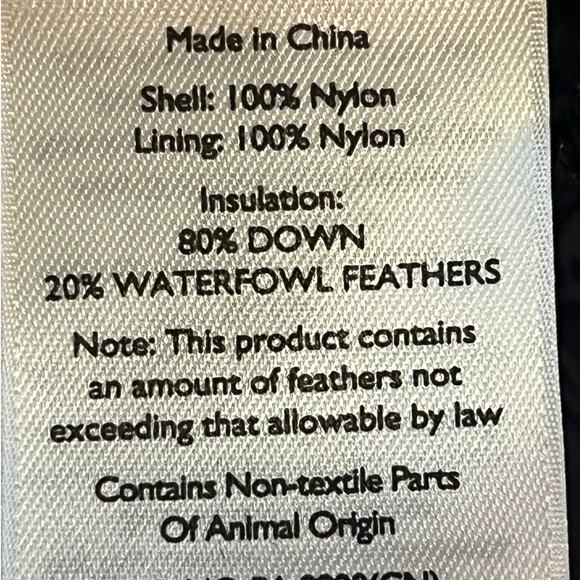 Made in China
Shell: 100% Nylon
Lining: 100% Nylon
Insulation:
80% DOWN
20% WATERFOWL FEATHERS
Note: This product contains
an amount of feathers not
exceeding that allowable by law
Contains Non-textile Parts
Of Animal Origin